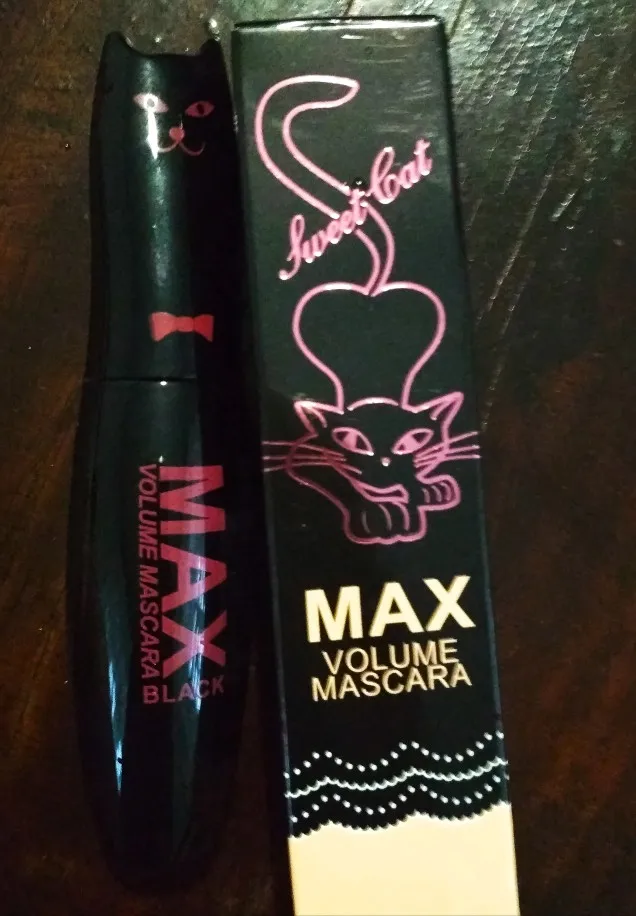 MAX
VOLUME MASCARA
BLACK
Sweet Cat
MAX
VOLUME
MASCARA